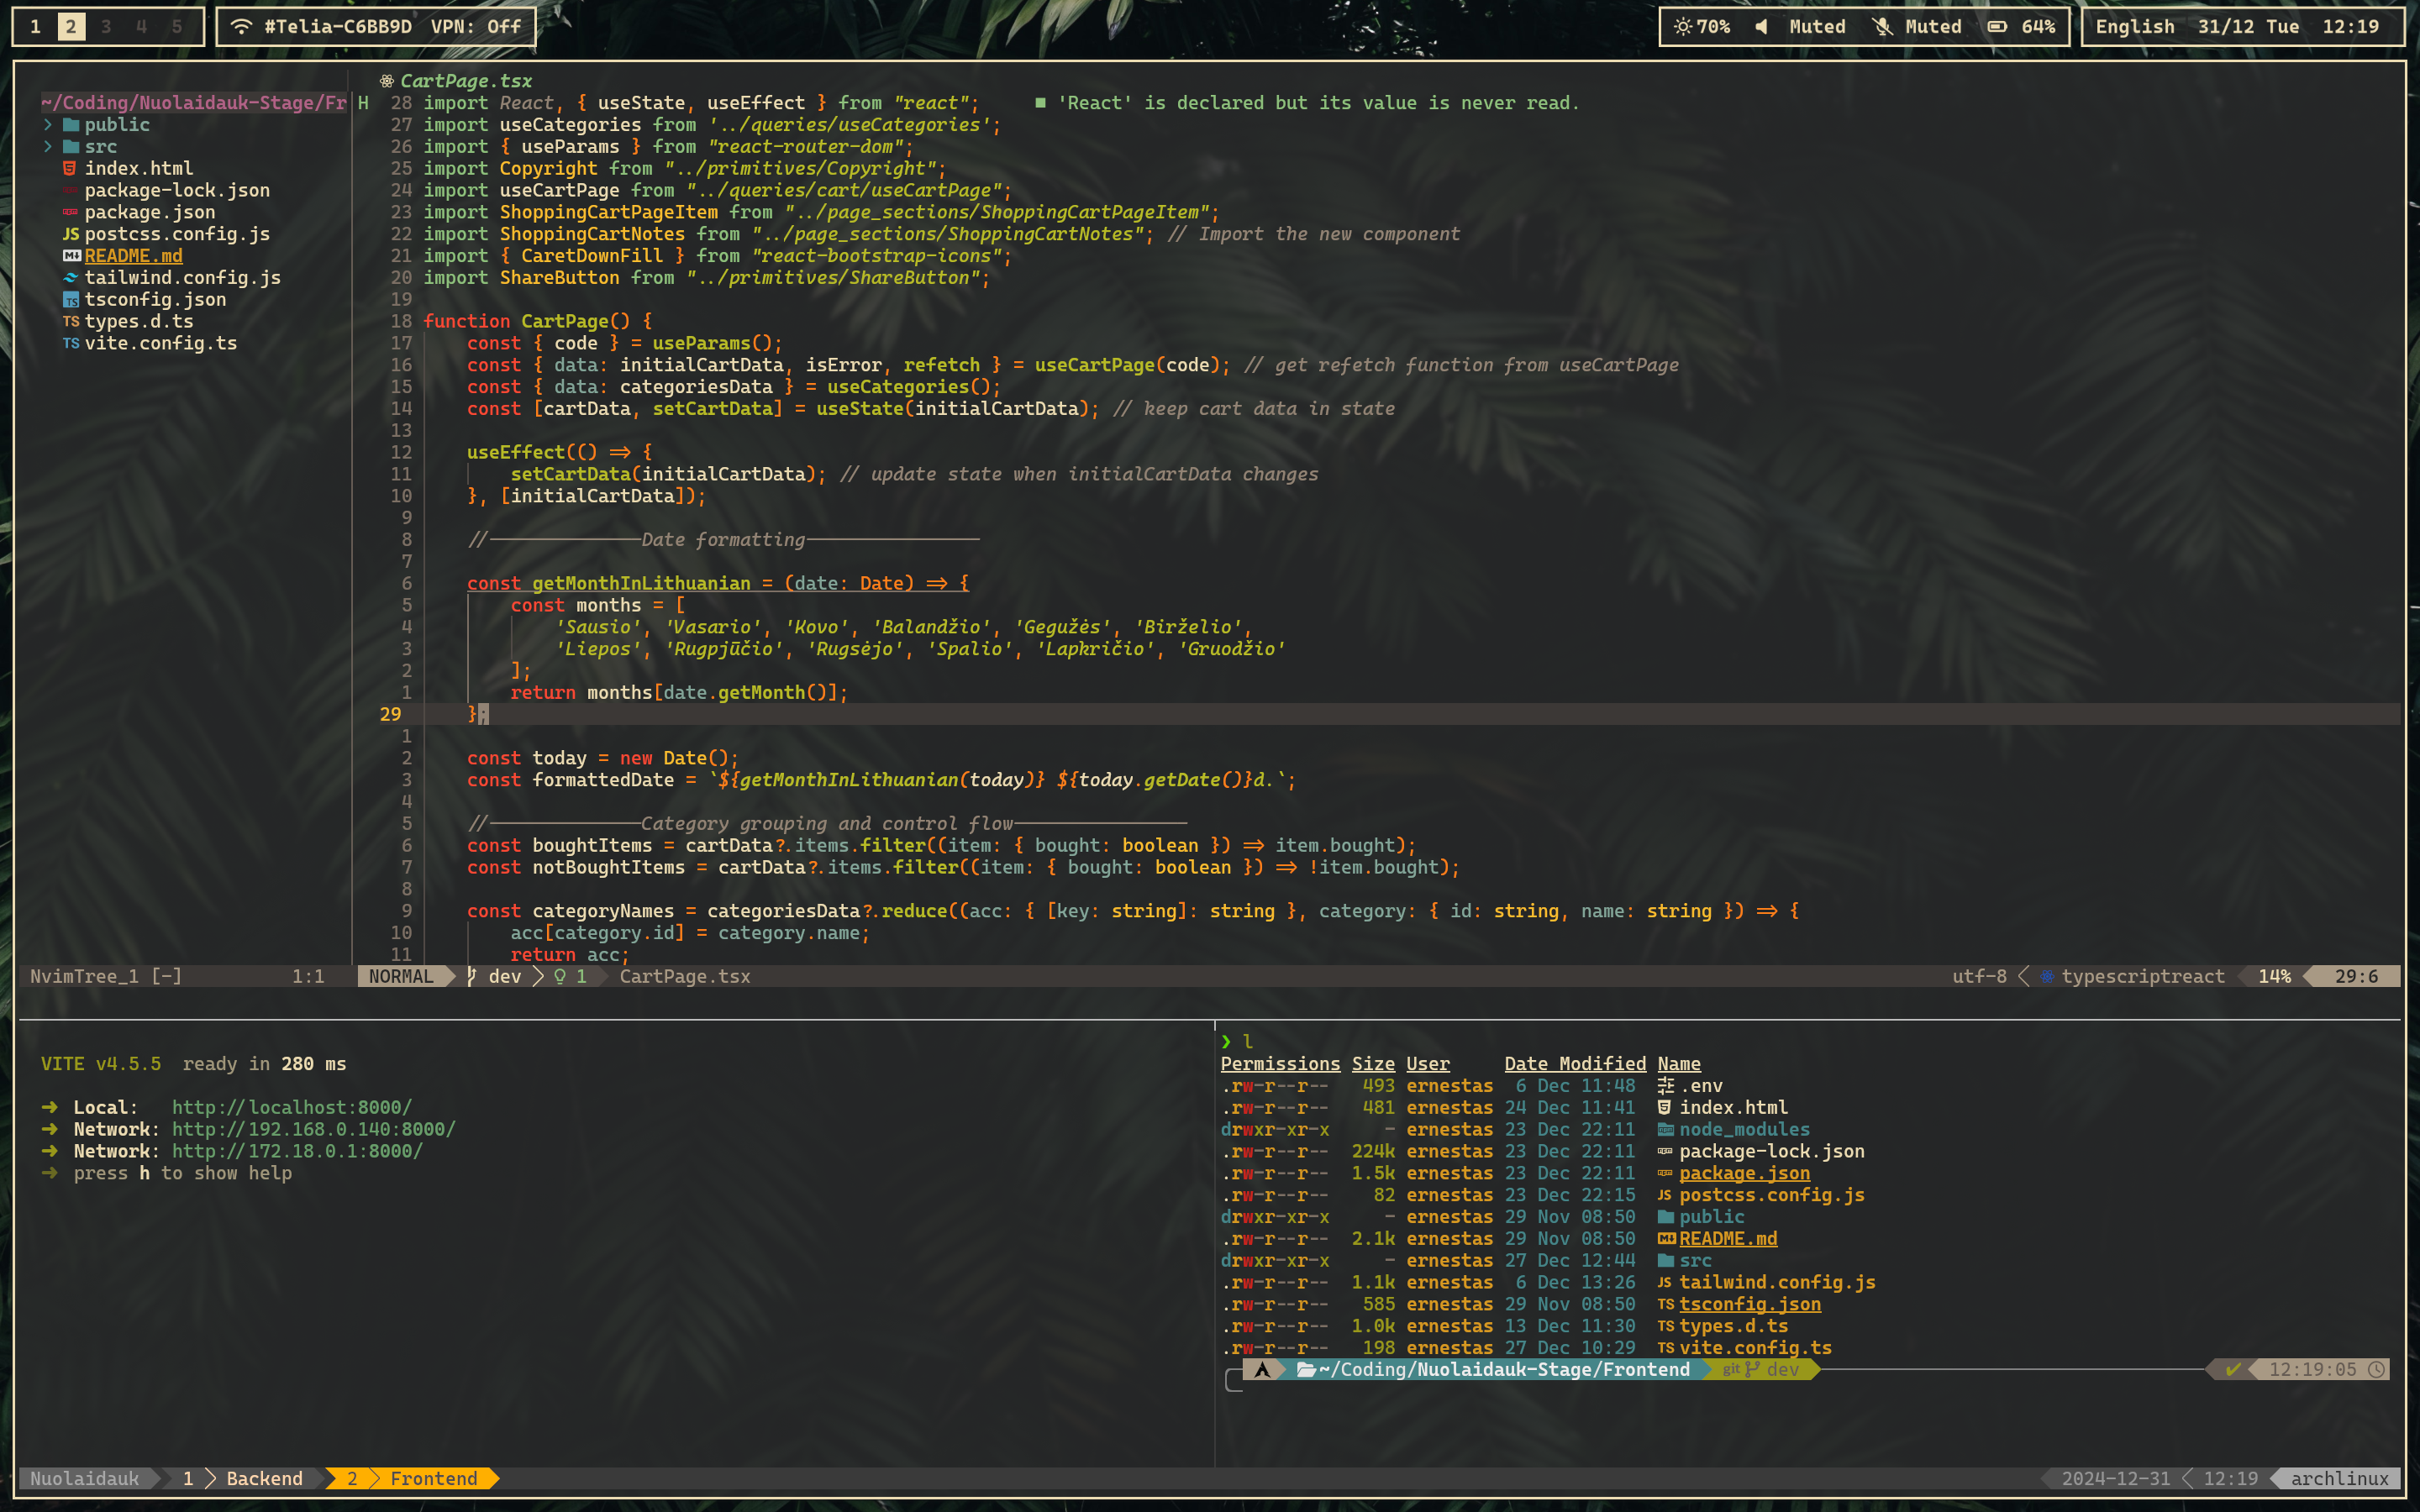 1 2 3 4 5
#Telia-C6BB9D VPN: Off
70% Muted Muted 64%
English 31/12 Tue 12:19
~/Coding/Nuolaidauk-Stage/Fr
public
src
index.html
package-lock.json
package.json
postcss.config.js
README.md
tailwind.config.js
tsconfig.json
types.d.ts
vite.config.ts
CartPage.tsx
H 28 import React, { useState, useEffect } from "react"; ■ 'React' is declared but its value is never read.
27 import useCategories from '../queries/useCategories';
26 import { useParams } from "react-router-dom";
25 import Copyright from "../primitives/Copyright";
24 import useCartPage from "../queries/cart/useCartPage";
23 import ShoppingCartPageItem from "../page_sections/ShoppingCartPageItem";
22 import ShoppingCartNotes from "../page_sections/ShoppingCartNotes"; // Import the new component
21 import { CaretDownFill } from "react-bootstrap-icons";
20 import ShareButton from "../primitives/ShareButton";
19
18 function CartPage() {
17 const { code } = useParams();
16 const { data: initialCartData, isError, refetch } = useCartPage(code); // get refetch function from useCartPage
15 const { data: categoriesData } = useCategories();
14 const [cartData, setCartData] = useState(initialCartData); // keep cart data in state
13
12 useEffect(() => {
11 setCartData(initialCartData); // update state when initialCartData changes
10 }, [initialCartData]);
9
8 //--------------Date formatting----------------
7
6 const getMonthInLithuanian = (date: Date) => {
5 const months = [
4 'Sausio', 'Vasario', 'Kovo', 'Balandžio', 'Gegužės', 'Birželio',
3 'Liepos', 'Rugpjūčio', 'Rugsėjo', 'Spalio', 'Lapkričio', 'Gruodžio'
2 ];
1 return months[date.getMonth()];
29 };
1
2 const today = new Date();
3 const formattedDate = `${getMonthInLithuanian(today)} ${today.getDate()}d.`;
4
5 //--------------Category grouping and control flow----------------
6 const boughtItems = cartData?.items.filter((item: { bought: boolean }) => item.bought);
7 const notBoughtItems = cartData?.items.filter((item: { bought: boolean }) => !item.bought);
8
9 const categoryNames = categoriesData?.reduce((acc: { [key: string]: string }, category: { id: string, name: string }) => {
10 acc[category.id] = category.name;
11 return acc;
NvimTree_1 [-] 1:1 NORMAL dev 1 CartPage.tsx utf-8 typescriptreact 14% 29:6
VITE v4.5.5 ready in 280 ms
➜ Local: http://localhost:8000/
➜ Network: http://192.168.0.140:8000/
➜ Network: http://172.18.0.1:8000/
➜ press h to show help
❯ l
Permissions Size User Date Modified Name
.rw-r--r-- 493 ernestas 6 Dec 11:48 .env
.rw-r--r-- 481 ernestas 24 Dec 11:41 index.html
drwxr-xr-x - ernestas 23 Dec 22:11 node_modules
.rw-r--r-- 224k ernestas 23 Dec 22:11 package-lock.json
.rw-r--r-- 1.5k ernestas 23 Dec 22:11 package.json
.rw-r--r-- 82 ernestas 23 Dec 22:15 postcss.config.js
drwxr-xr-x - ernestas 29 Nov 08:50 public
.rw-r--r-- 2.1k ernestas 29 Nov 08:50 README.md
drwxr-xr-x - ernestas 27 Dec 12:44 src
.rw-r--r-- 1.1k ernestas 6 Dec 13:26 tailwind.config.js
.rw-r--r-- 585 ernestas 29 Nov 08:50 tsconfig.json
.rw-r--r-- 1.0k ernestas 13 Dec 11:30 types.d.ts
.rw-r--r-- 198 ernestas 27 Dec 10:29 vite.config.ts
~/Coding/Nuolaidauk-Stage/Frontend git dev ✔ 12:19:05
Nuolaidauk 1 Backend 2 Frontend 2024-12-31 12:19 archlinux